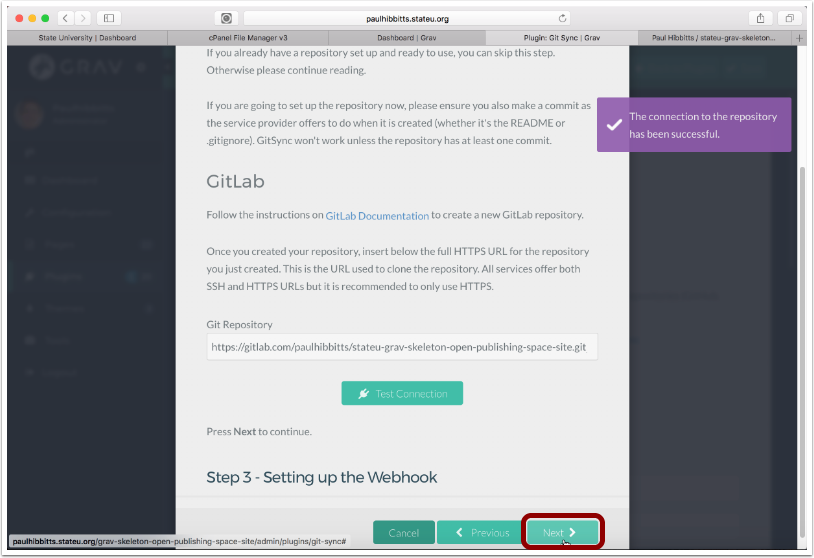 paulhibbitts.stateu.org
State University | Dashboard
cPanel File Manager v3
Dashboard | Grav
Plugin: Git Sync | Grav
Paul Hibbitts / stateu-grav-skeleton...
GRAV
If you already have a repository set up and ready to use, you can skip this step.
Otherwise please continue reading.
If you are going to set up the repository now, please ensure you also make a commit as
the service provider offers to do when it is created (whether it's the README or
.gitignore). GitSync won't work unless the repository has at least one commit.
The connection to the repository
has been successful.
GitLab
Follow the instructions on GitLab Documentation to create a new GitLab repository.
Once you created your repository, insert below the full HTTPS URL for the repository
you just created. This is the URL used to clone the repository. All services offer both
SSH and HTTPS URLs but it is recommended to only use HTTPS.
Git Repository
https://gitlab.com/paulhibbitts/stateu-grav-skeleton-open-publishing-space-site.git
Test Connection
Press Next to continue.
Step 3 - Setting up the Webhook
Cancel
Previous
Next
paulhibbitts.stateu.org/grav-skeleton-open-publishing-space-site/admin/plugins/git-sync#